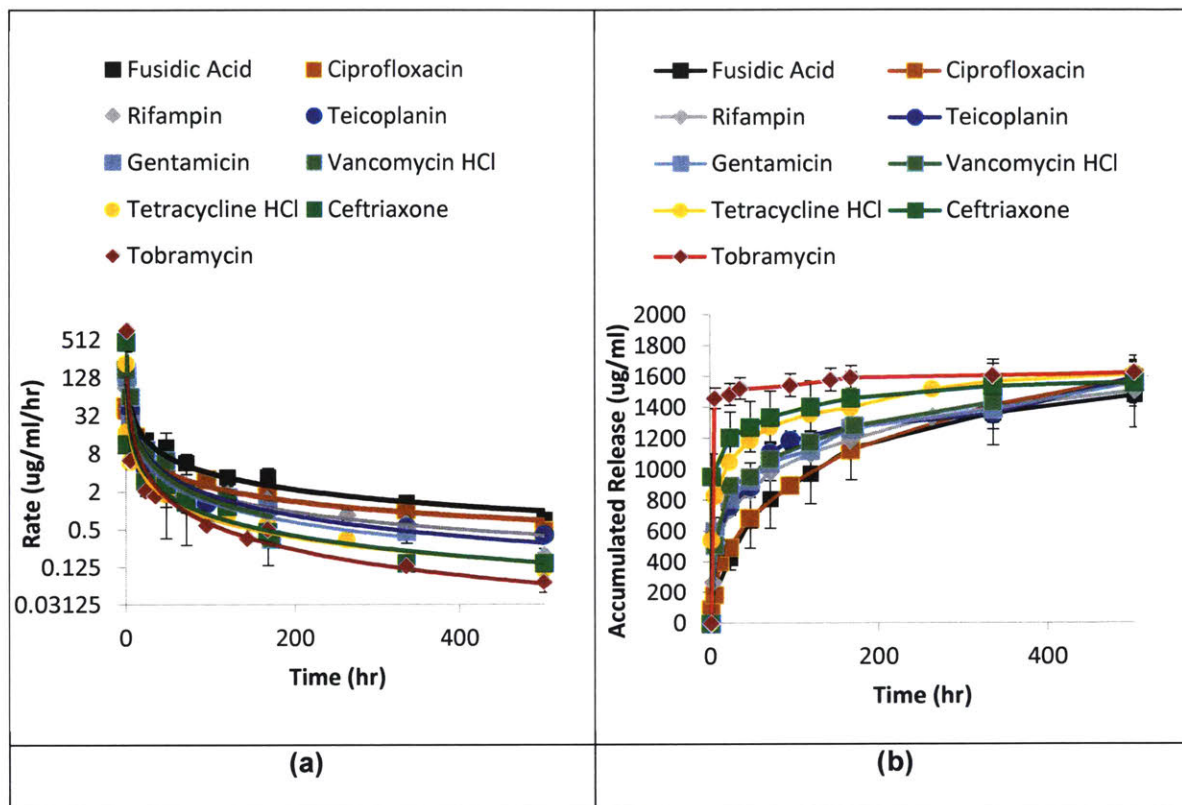 Fusidic Acid Ciprofloxacin
Rifampin Teicoplanin
Gentamicin Vancomycin HCl
Tetracycline HCl Ceftriaxone
Tobramycin
512
128
32
8
2
0.5
0.125
0.03125
Rate (ug/ml/hr)
0 200 400
Time (hr)
(a)
Fusidic Acid Ciprofloxacin
Rifampin Teicoplanin
Gentamicin Vancomycin HCl
Tetracycline HCl Ceftriaxone
Tobramycin
2000
1800
1600
1400
1200
1000
800
600
400
200
0
Accumulated Release (ug/ml)
0 200 400
Time (hr)
(b)